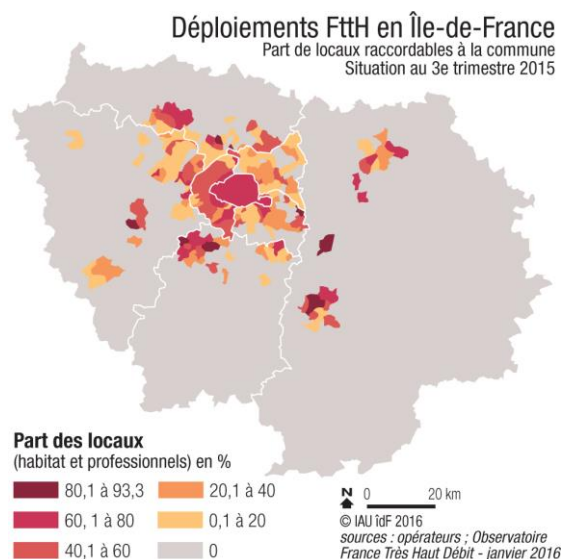 Déploiements FttH en Île-de-France
Part de locaux raccordables à la commune
Situation au 3e trimestre 2015
Part des locaux
(habitat et professionnels) en %
80,1 à 93,3
20,1 à 40
60, 1 à 80
0,1 à 20
40,1 à 60
0
N 0 20 km
© IAU îdF 2016
sources : opérateurs ; Observatoire
France Très Haut Débit - janvier 2016